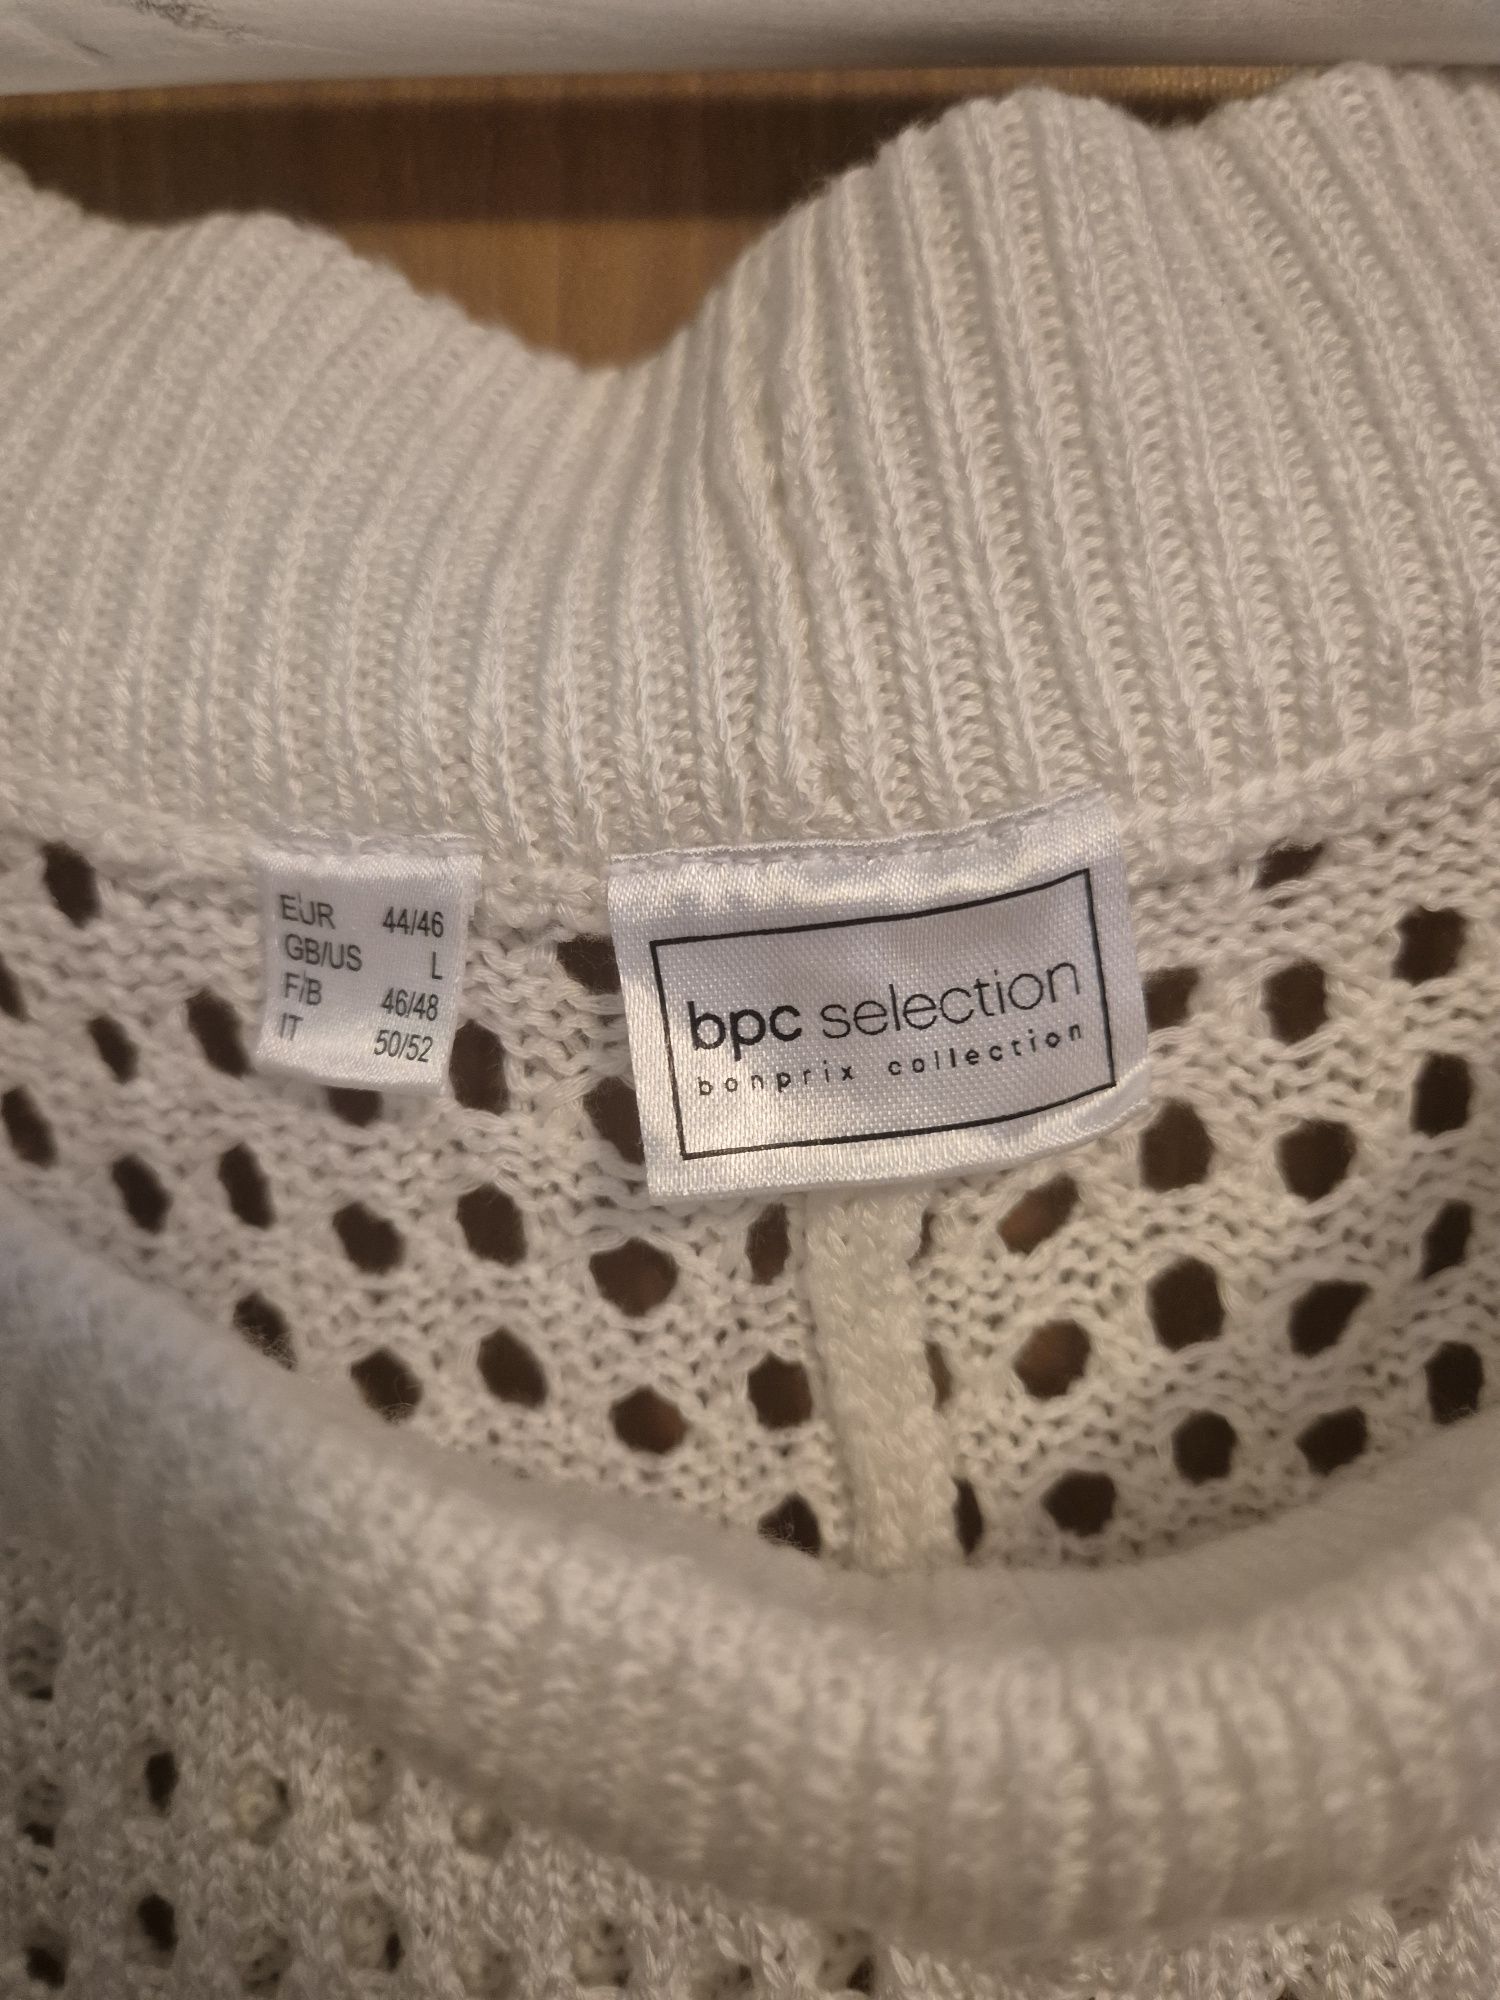 EUR 44/46
GB/US L
F/B 46/48
IT 50/52
bpc selection
bonprix collection